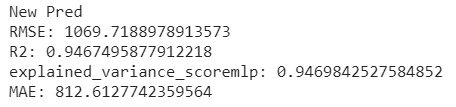 New Pred
RMSE: 1069.7188978913573
R2: 0.9467495877912218
explained_variance_scoremlp: 0.9469842527584852
MAE: 812.6127742359564